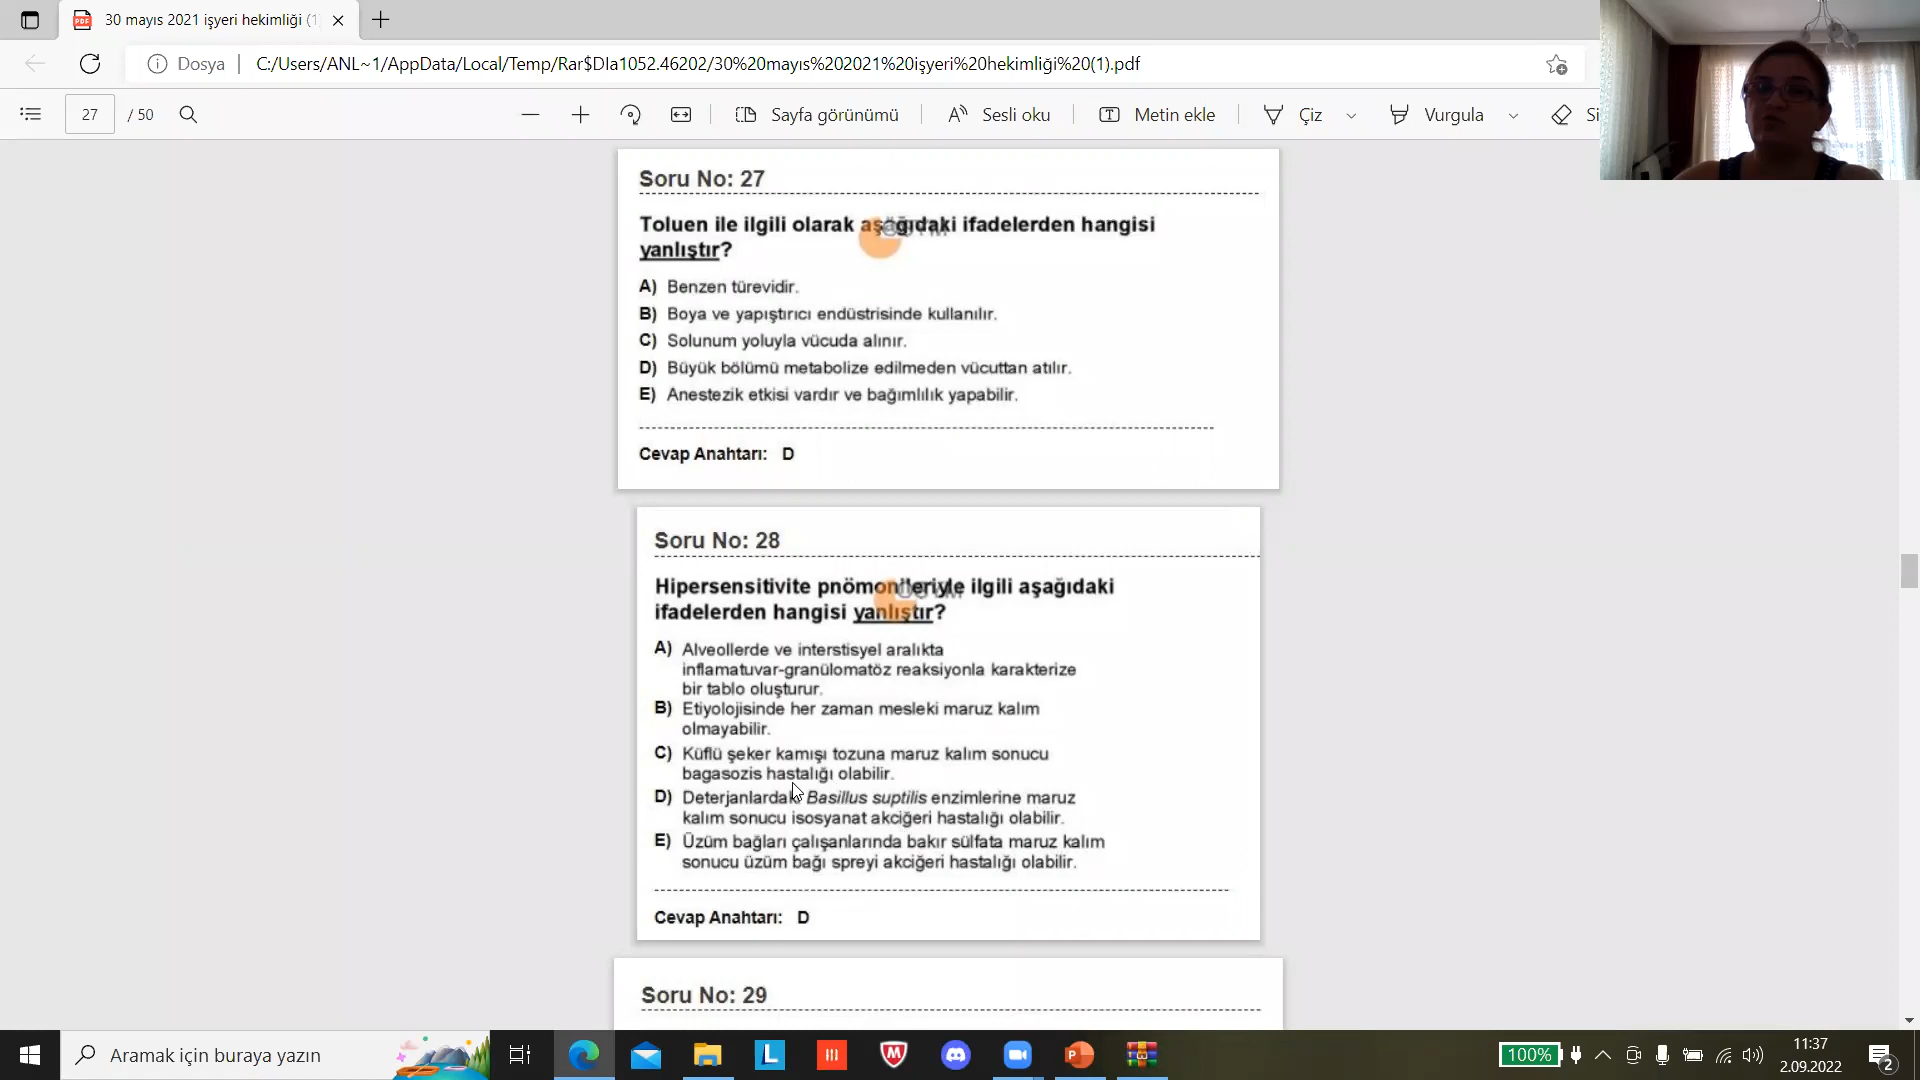 30 mayıs 2021 işyeri hekimliği (1
Dosya
C:/Users/ANL~1/AppData/Local/Temp/Rar$DIa1052.46202/30%20mayıs%202021%20işyeri%20hekimliği%20(1).pdf
27 / 50
Sayfa görünümü
Sesli oku
Metin ekle
Çiz
Vurgula
Si
Soru No: 27
Toluen ile ilgili olarak aşağıdaki ifadelerden hangisi
yanlıştır?
A) Benzen türevidir.
B) Boya ve yapıştırıcı endüstrisinde kullanılır.
C) Solunum yoluyla vücuda alınır.
D) Büyük bölümü metabolize edilmeden vücuttan atılır.
E) Anestezik etkisi vardır ve bağımlılık yapabilir.
Cevap Anahtarı: D
Soru No: 28
Hipersensitivite pnömonileriyle ilgili aşağıdaki
ifadelerden hangisi yanlıştır?
A) Alveollerde ve interstisyel aralıkta
inflamatuvar-granülomatöz reaksiyonla karakterize
bir tablo oluşturur.
B) Etiyolojisinde her zaman mesleki maruz kalım
olmayabilir.
C) Küflü şeker kamışı tozuna maruz kalım sonucu
bagasozis hastalığı olabilir.
D) Deterjanlardaki Basillus suptilis enzimlerine maruz
kalım sonucu isosyanat akciğeri hastalığı olabilir.
E) Üzüm bağları çalışanlarında bakır sülfata maruz kalım
sonucu üzüm bağı spreyi akciğeri hastalığı olabilir.
Cevap Anahtarı: D
Soru No: 29
Aramak için buraya yazın
100%
11:37
2.09.2022
2